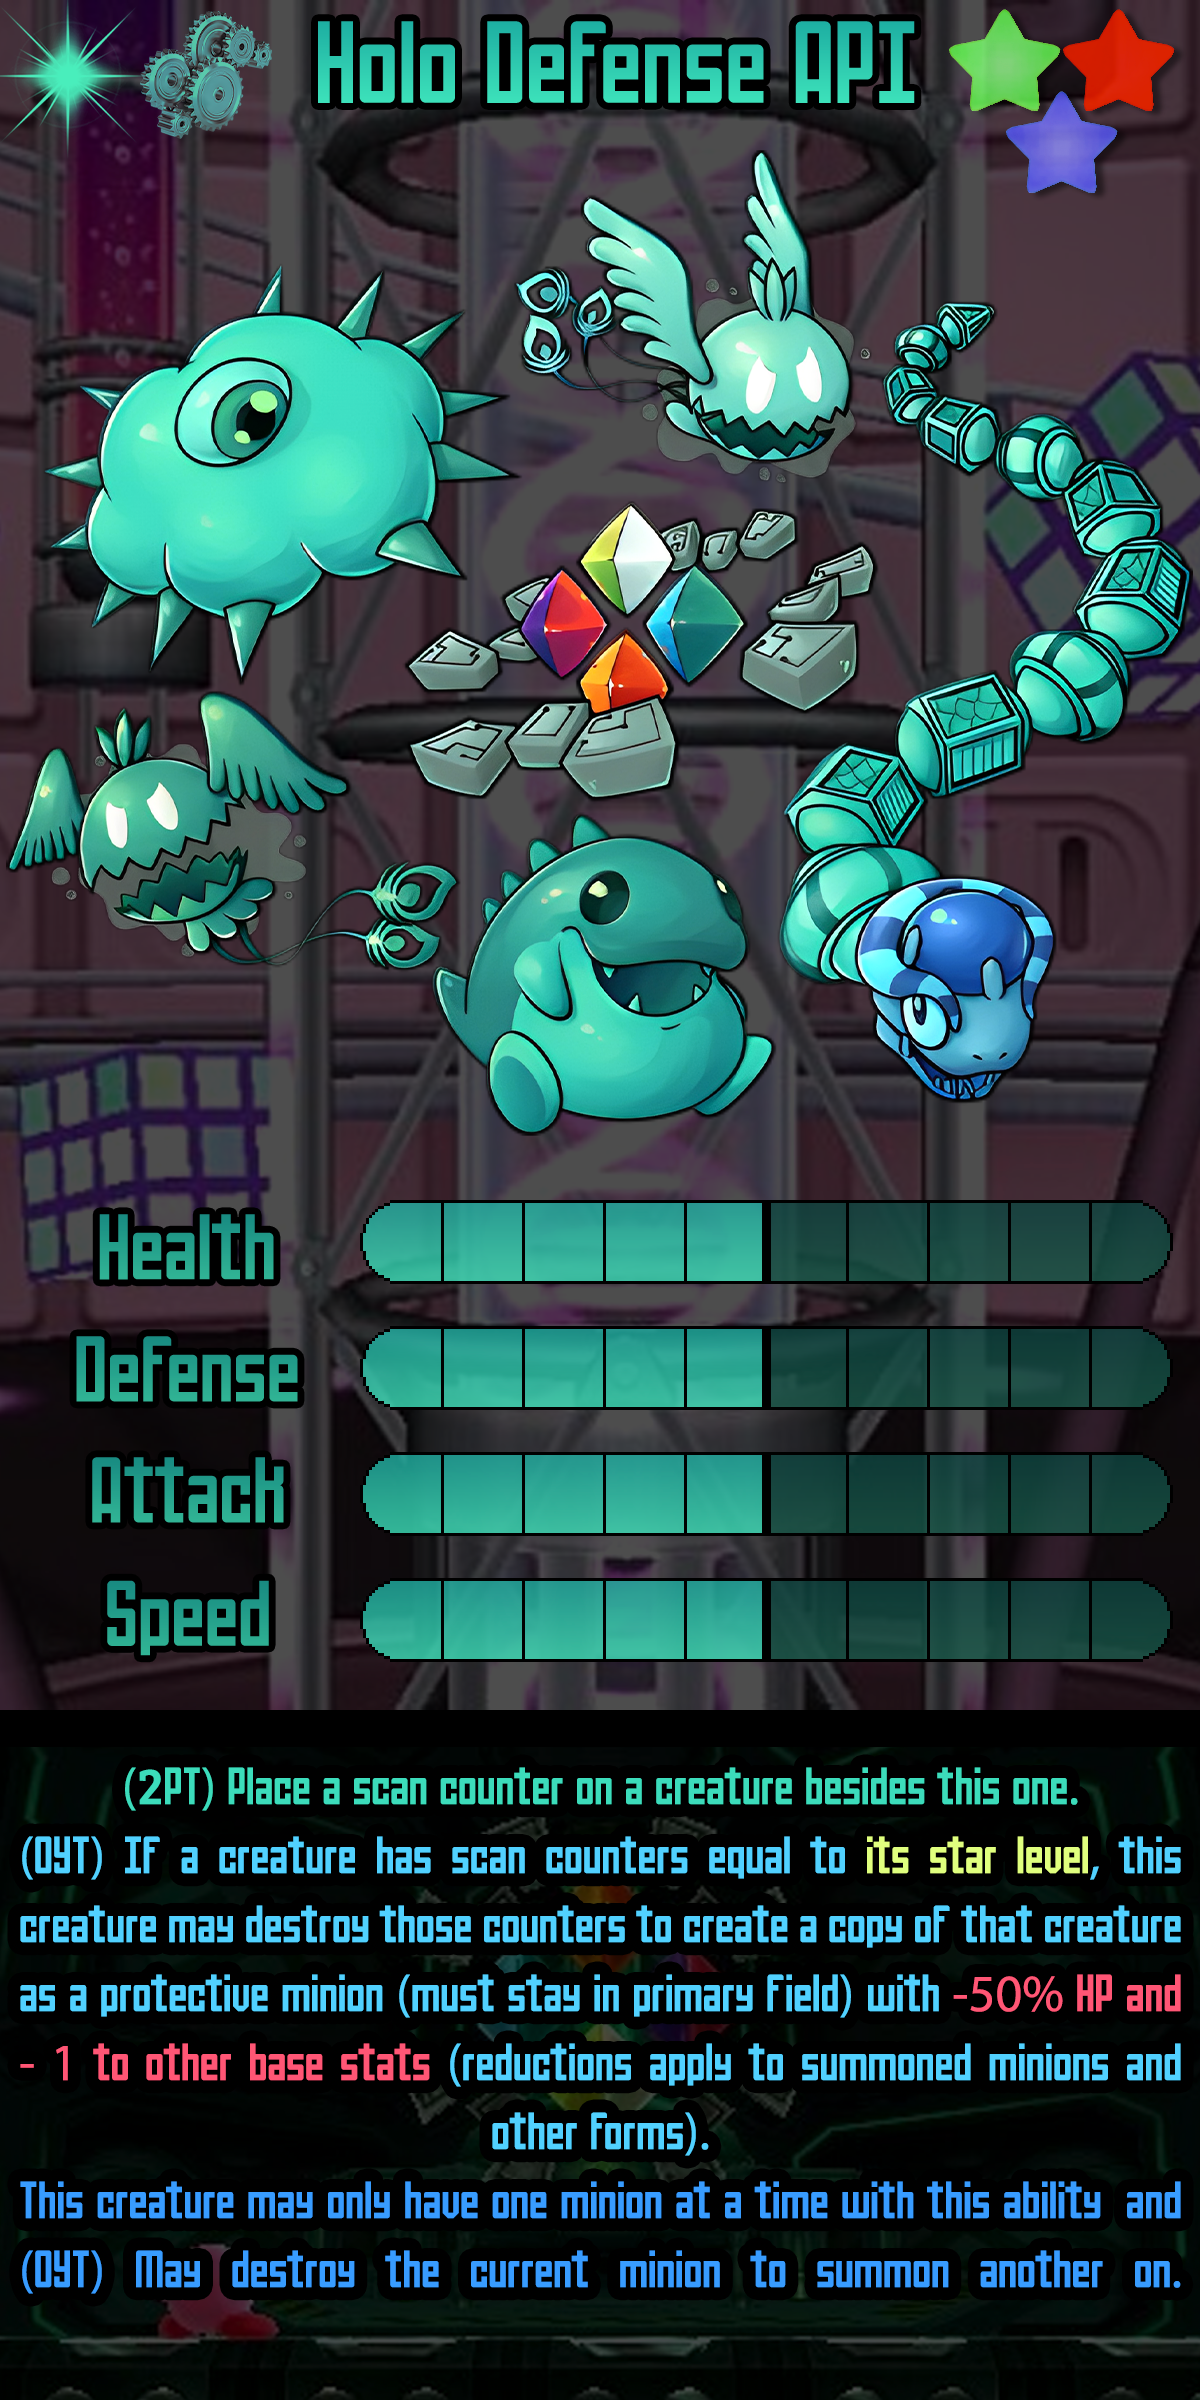 Holo Defense API
Health
Defense
Attack
Speed
(2PT) Place a scan counter on a creature besides this one.
(OYT) If a creature has scan counters equal to its star level, this
creature may destroy those counters to create a copy of that creature
as a protective minion (must stay in primary field) with -50% HP and
- 1 to other base stats (reductions apply to summoned minions and
other forms).
This creature may only have one minion at a time with this ability and
(OYT) May destroy the current minion to summon another on.